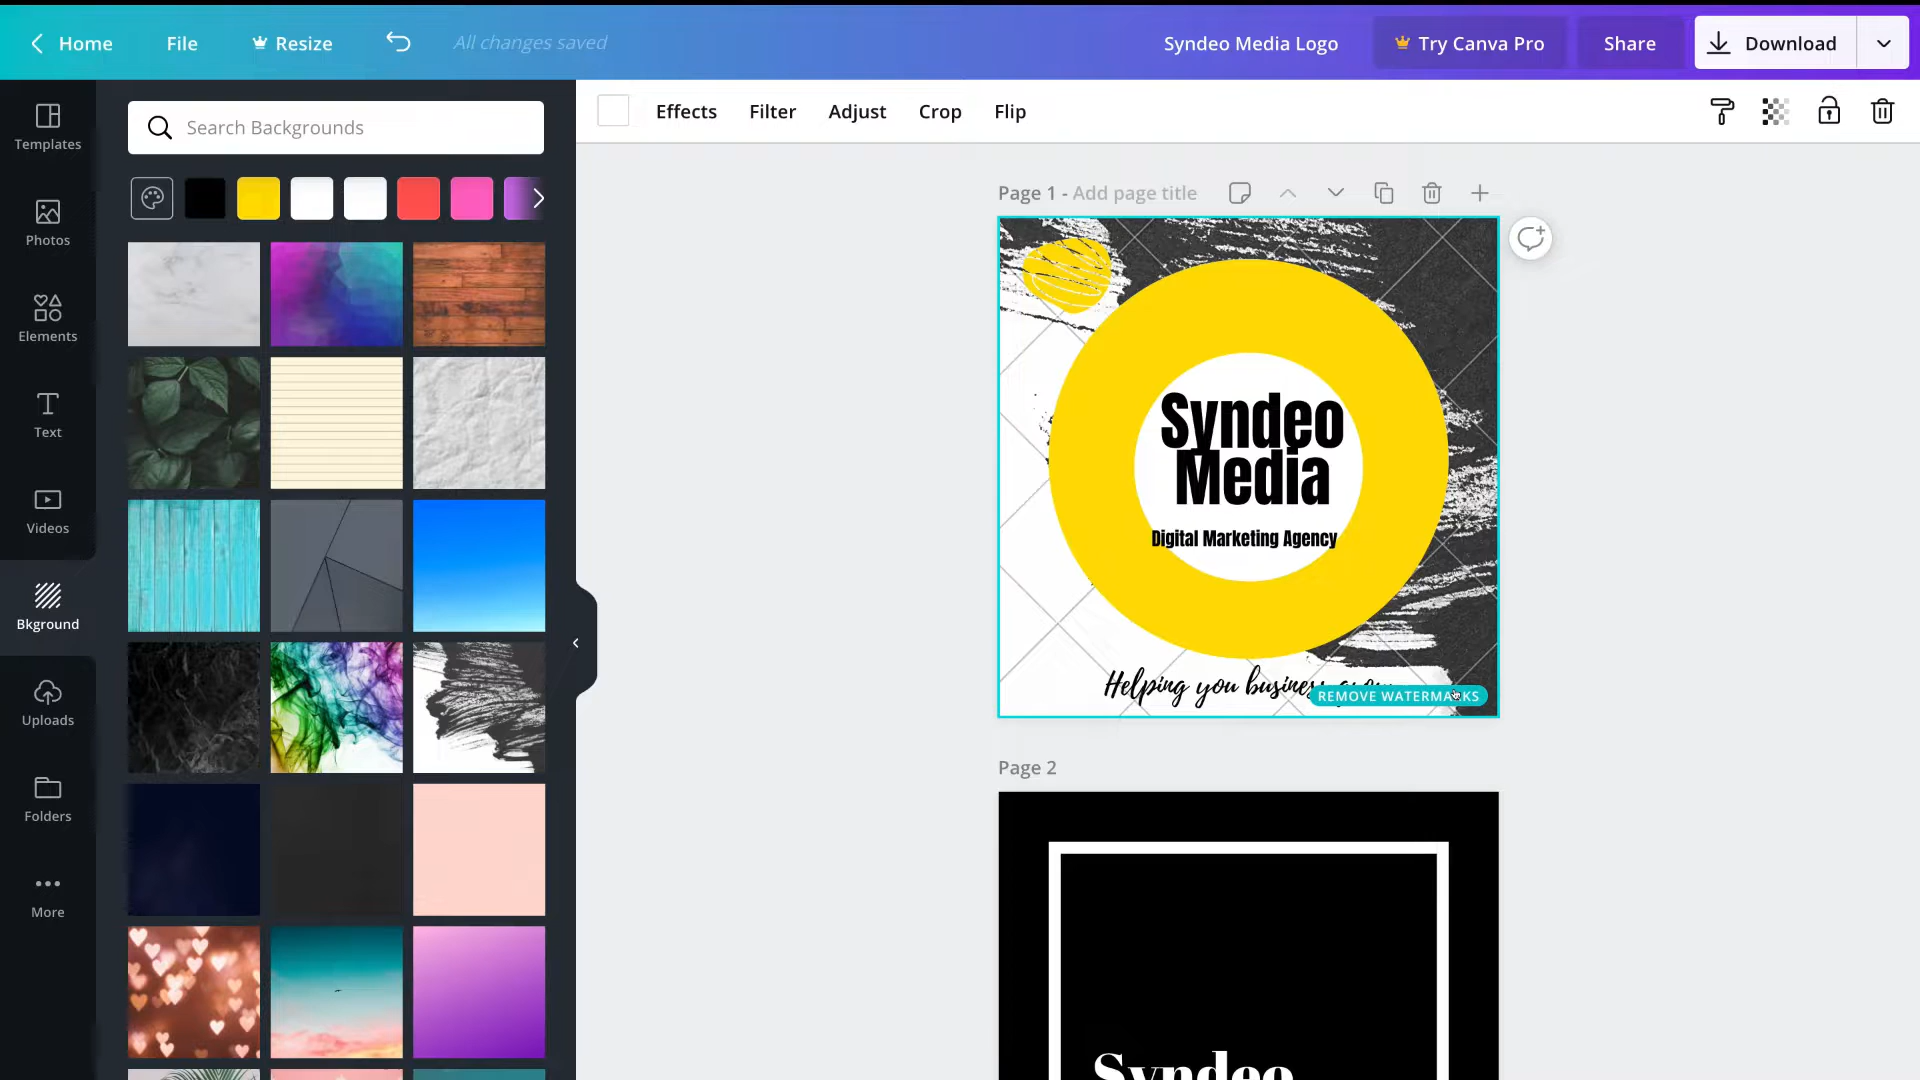 Home File Resize All changes saved Syndeo Media Logo Try Canva Pro Share Download
Effects Filter Adjust Crop Flip
Search Backgrounds
Templates
Photos
Elements
Text
Videos
Bkground
Uploads
Folders
More
Page 1 - Add page title
Syndeo
Media
Digital Marketing Agency
Helping you business
REMOVE WATERMARKS
Page 2
Syndeo